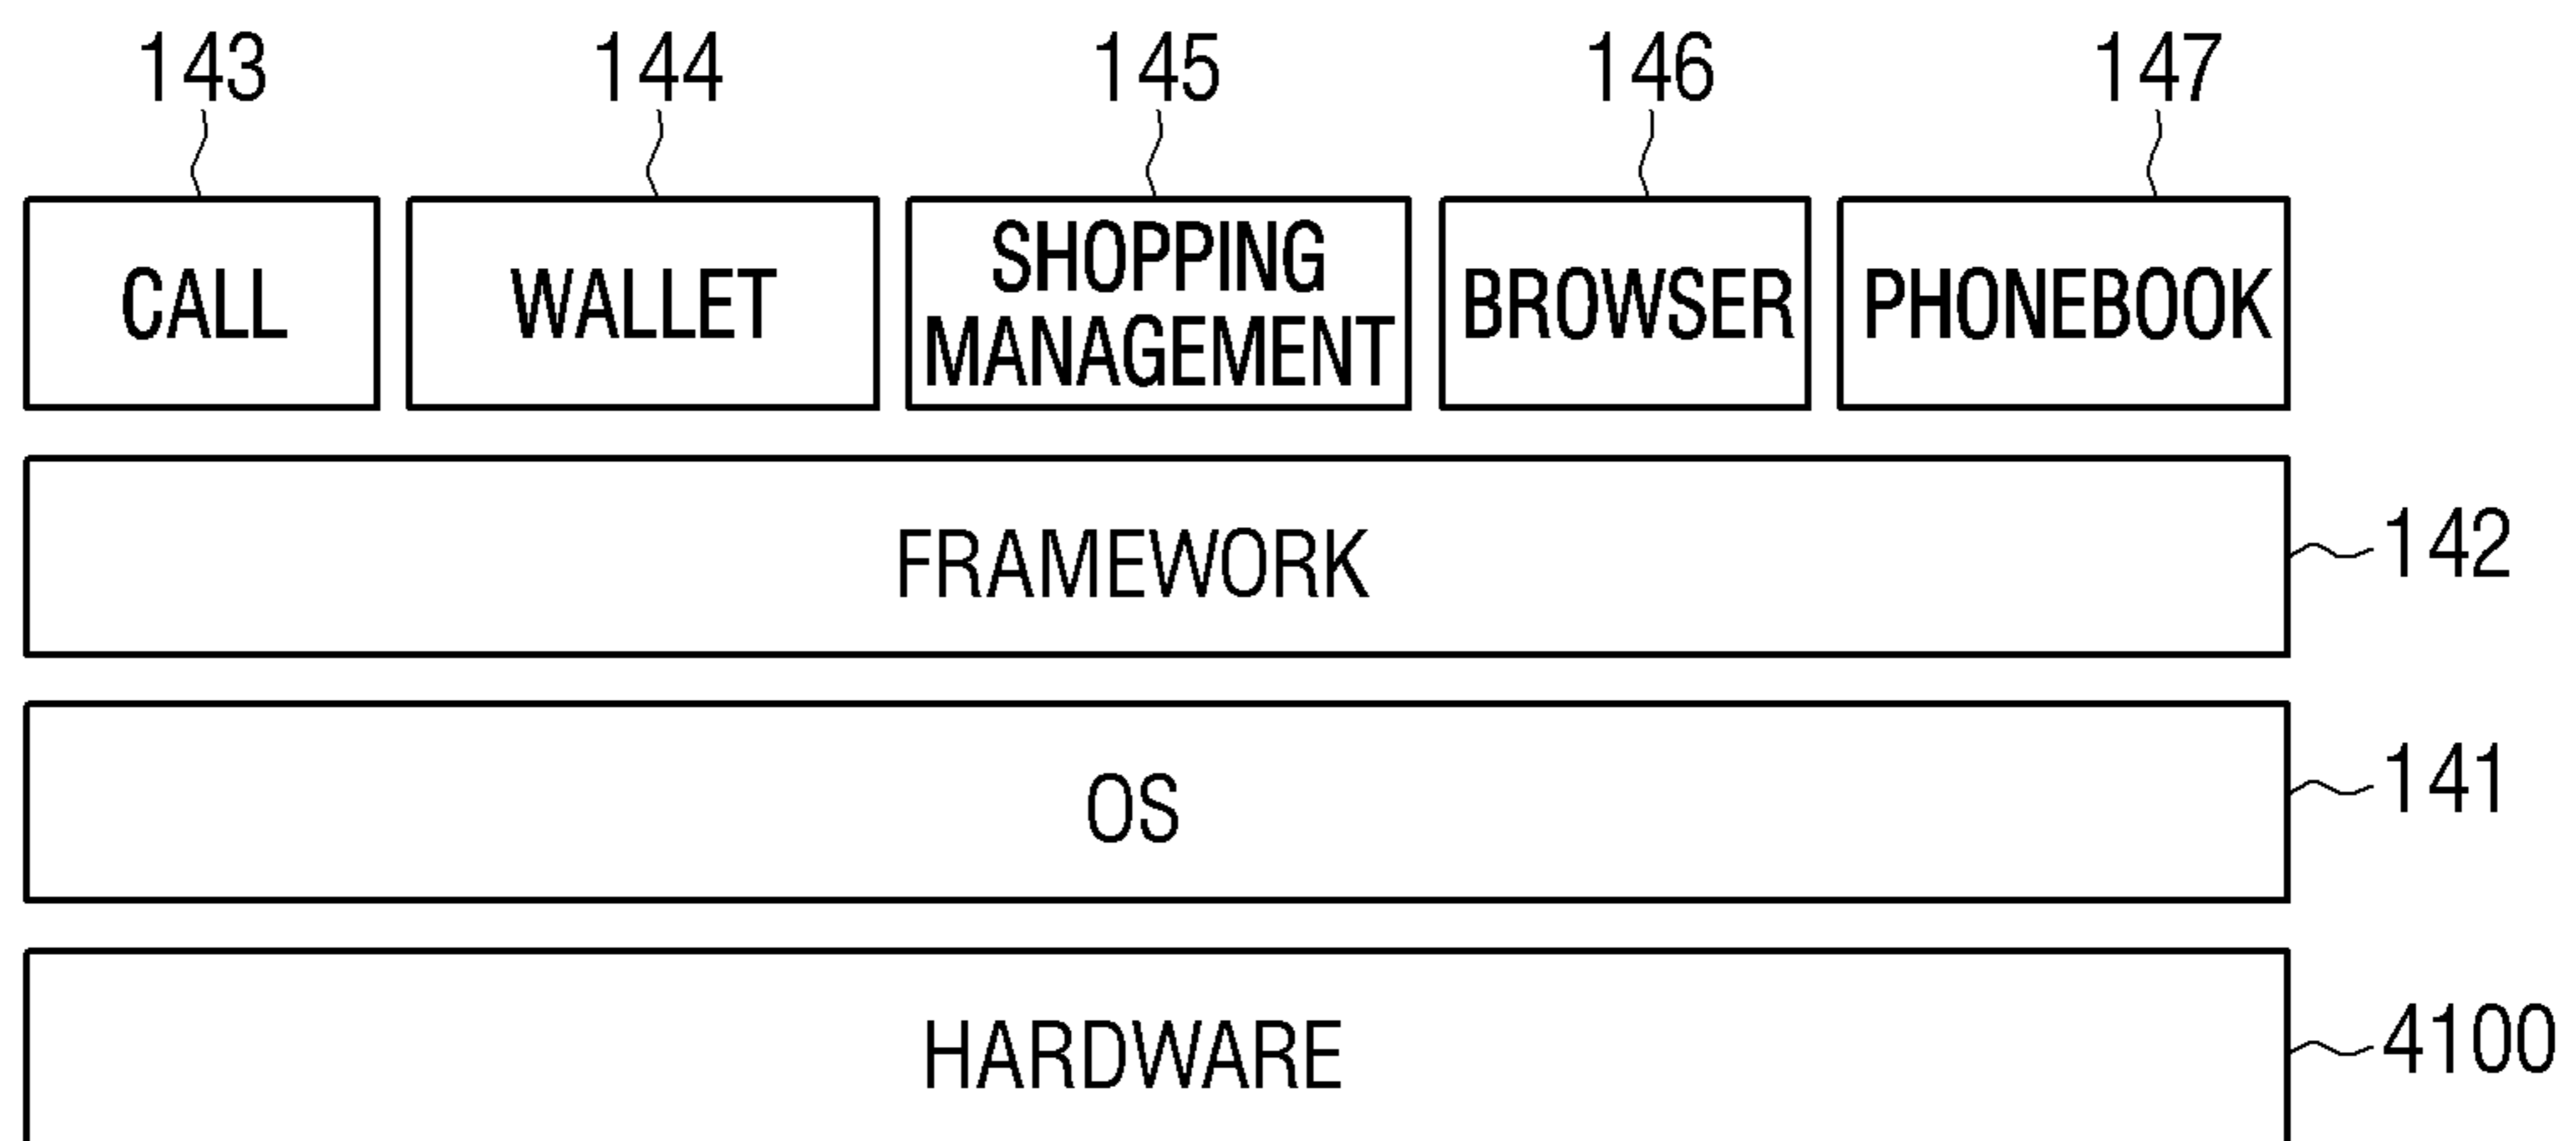 143 144 145 146 147
CALL WALLET SHOPPING MANAGEMENT BROWSER PHONEBOOK
FRAMEWORK 142
OS 141
HARDWARE 4100